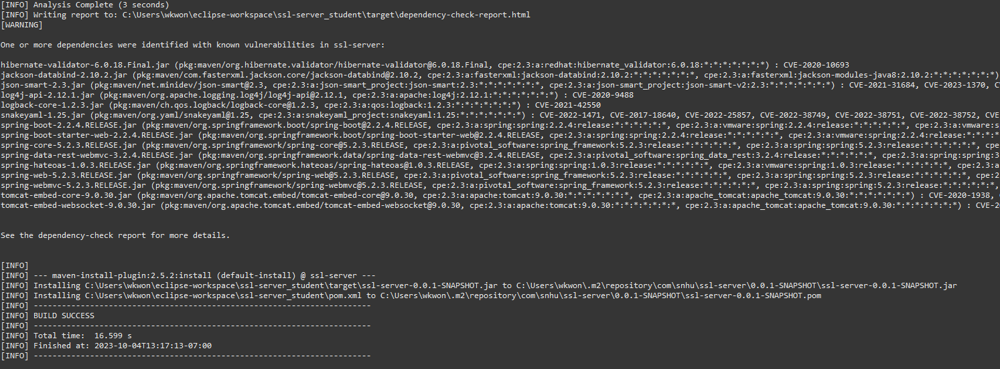 [INFO] Analysis Complete (3 seconds)
[INFO] Writing report to: C:\Users\wkwon\eclipse-workspace\ssl-server_student\target\dependency-check-report.html
[WARNING]
One or more dependencies were identified with known vulnerabilities in ssl-server:
hibernate-validator-6.0.18.Final.jar (pkg:maven/org.hibernate.validator/hibernate-validator@6.0.18.Final, cpe:2.3:a:redhat:hibernate_validator:6.0.18:*:*:*:*:*:*:*) : CVE-2020-10693
jackson-databind-2.10.2.jar (pkg:maven/com.fasterxml.jackson.core/jackson-databind@2.10.2, cpe:2.3:a:fasterxml:jackson-databind:2.10.2:*:*:*:*:*:*:*, cpe:2.3:a:fasterxml:jackson-modules-java8:2.10.2:*:*:*:*:*:*:*)
json-smart-2.3.jar (pkg:maven/net.minidev/json-smart@2.3, cpe:2.3:a:json-smart_project:json-smart:2.3:*:*:*:*:*:*:*, cpe:2.3:a:json-smart_project:json-smart-v2:2.3:*:*:*:*:*:*:*) : CVE-2021-31684, CVE-2023-1370, C
log4j-api-2.12.1.jar (pkg:maven/org.apache.logging.log4j/log4j-api@2.12.1, cpe:2.3:a:apache:log4j:2.12.1:*:*:*:*:*:*:*) : CVE-2020-9488
logback-core-1.2.3.jar (pkg:maven/ch.qos.logback/logback-core@1.2.3, cpe:2.3:a:qos:logback:1.2.3:*:*:*:*:*:*:*) : CVE-2021-42550
snakeyaml-1.25.jar (pkg:maven/org.yaml/snakeyaml@1.25, cpe:2.3:a:snakeyaml_project:snakeyaml:1.25:*:*:*:*:*:*:*) : CVE-2022-1471, CVE-2017-18640, CVE-2022-25857, CVE-2022-38749, CVE-2022-38751, CVE-2022-38752, CVE
spring-boot-2.2.4.RELEASE.jar (pkg:maven/org.springframework.boot/spring-boot@2.2.4.RELEASE, cpe:2.3:a:spring:spring:2.2.4:release:*:*:*:*:*:*, cpe:2.3:a:vmware:spring:2.2.4:release:*:*:*:*:*:*, cpe:2.3:a:vmware:s
spring-boot-starter-web-2.2.4.RELEASE.jar (pkg:maven/org.springframework.boot/spring-boot-starter-web@2.2.4.RELEASE, cpe:2.3:a:spring:spring:2.2.4:release:*:*:*:*:*:*, cpe:2.3:a:vmware:spring:2.2.4:release:*:*:*:*
spring-core-5.2.3.RELEASE.jar (pkg:maven/org.springframework/spring-core@5.2.3.RELEASE, cpe:2.3:a:pivotal_software:spring_framework:5.2.3:release:*:*:*:*:*:*, cpe:2.3:a:spring:spring:5.2.3:release:*:*:*:*:*:*, cpe
spring-data-rest-webmvc-3.2.4.RELEASE.jar (pkg:maven/org.springframework.data/spring-data-rest-webmvc@3.2.4.RELEASE, cpe:2.3:a:pivotal_software:spring_data_rest:3.2.4:release:*:*:*:*:*:*, cpe:2.3:a:spring:spring:3
spring-hateoas-1.0.3.RELEASE.jar (pkg:maven/org.springframework.hateoas/spring-hateoas@1.0.3.RELEASE, cpe:2.3:a:spring:spring:1.0.3:release:*:*:*:*:*:*, cpe:2.3:a:vmware:spring:1.0.3:release:*:*:*:*:*:*, cpe:2.3:a
spring-web-5.2.3.RELEASE.jar (pkg:maven/org.springframework/spring-web@5.2.3.RELEASE, cpe:2.3:a:pivotal_software:spring_framework:5.2.3:release:*:*:*:*:*:*, cpe:2.3:a:spring:spring:5.2.3:release:*:*:*:*:*:*, cpe:2
spring-webmvc-5.2.3.RELEASE.jar (pkg:maven/org.springframework/spring-webmvc@5.2.3.RELEASE, cpe:2.3:a:pivotal_software:spring_framework:5.2.3:release:*:*:*:*:*:*, cpe:2.3:a:spring:spring:5.2.3:release:*:*:*:*:*:*,
tomcat-embed-core-9.0.30.jar (pkg:maven/org.apache.tomcat.embed/tomcat-embed-core@9.0.30, cpe:2.3:a:apache:tomcat:9.0.30:*:*:*:*:*:*:*, cpe:2.3:a:apache_tomcat:apache_tomcat:9.0.30:*:*:*:*:*:*:*) : CVE-2020-1938,
tomcat-embed-websocket-9.0.30.jar (pkg:maven/org.apache.tomcat.embed/tomcat-embed-websocket@9.0.30, cpe:2.3:a:apache:tomcat:9.0.30:*:*:*:*:*:*:*, cpe:2.3:a:apache_tomcat:apache_tomcat:9.0.30:*:*:*:*:*:*:*) : CVE-2
See the dependency-check report for more details.
[INFO]
[INFO] --- maven-install-plugin:2.5.2:install (default-install) @ ssl-server ---
[INFO] Installing C:\Users\wkwon\eclipse-workspace\ssl-server_student\target\ssl-server-0.0.1-SNAPSHOT.jar to C:\Users\wkwon\.m2\repository\com\snhu\ssl-server\0.0.1-SNAPSHOT\ssl-server-0.0.1-SNAPSHOT.jar
[INFO] Installing C:\Users\wkwon\eclipse-workspace\ssl-server_student\pom.xml to C:\Users\wkwon\.m2\repository\com\snhu\ssl-server\0.0.1-SNAPSHOT\ssl-server-0.0.1-SNAPSHOT.pom
[INFO] ------------------------------------------------------------------------
[INFO] BUILD SUCCESS
[INFO] ------------------------------------------------------------------------
[INFO] Total time:  16.599 s
[INFO] Finished at: 2023-10-04T13:17:13-07:00
[INFO] ------------------------------------------------------------------------